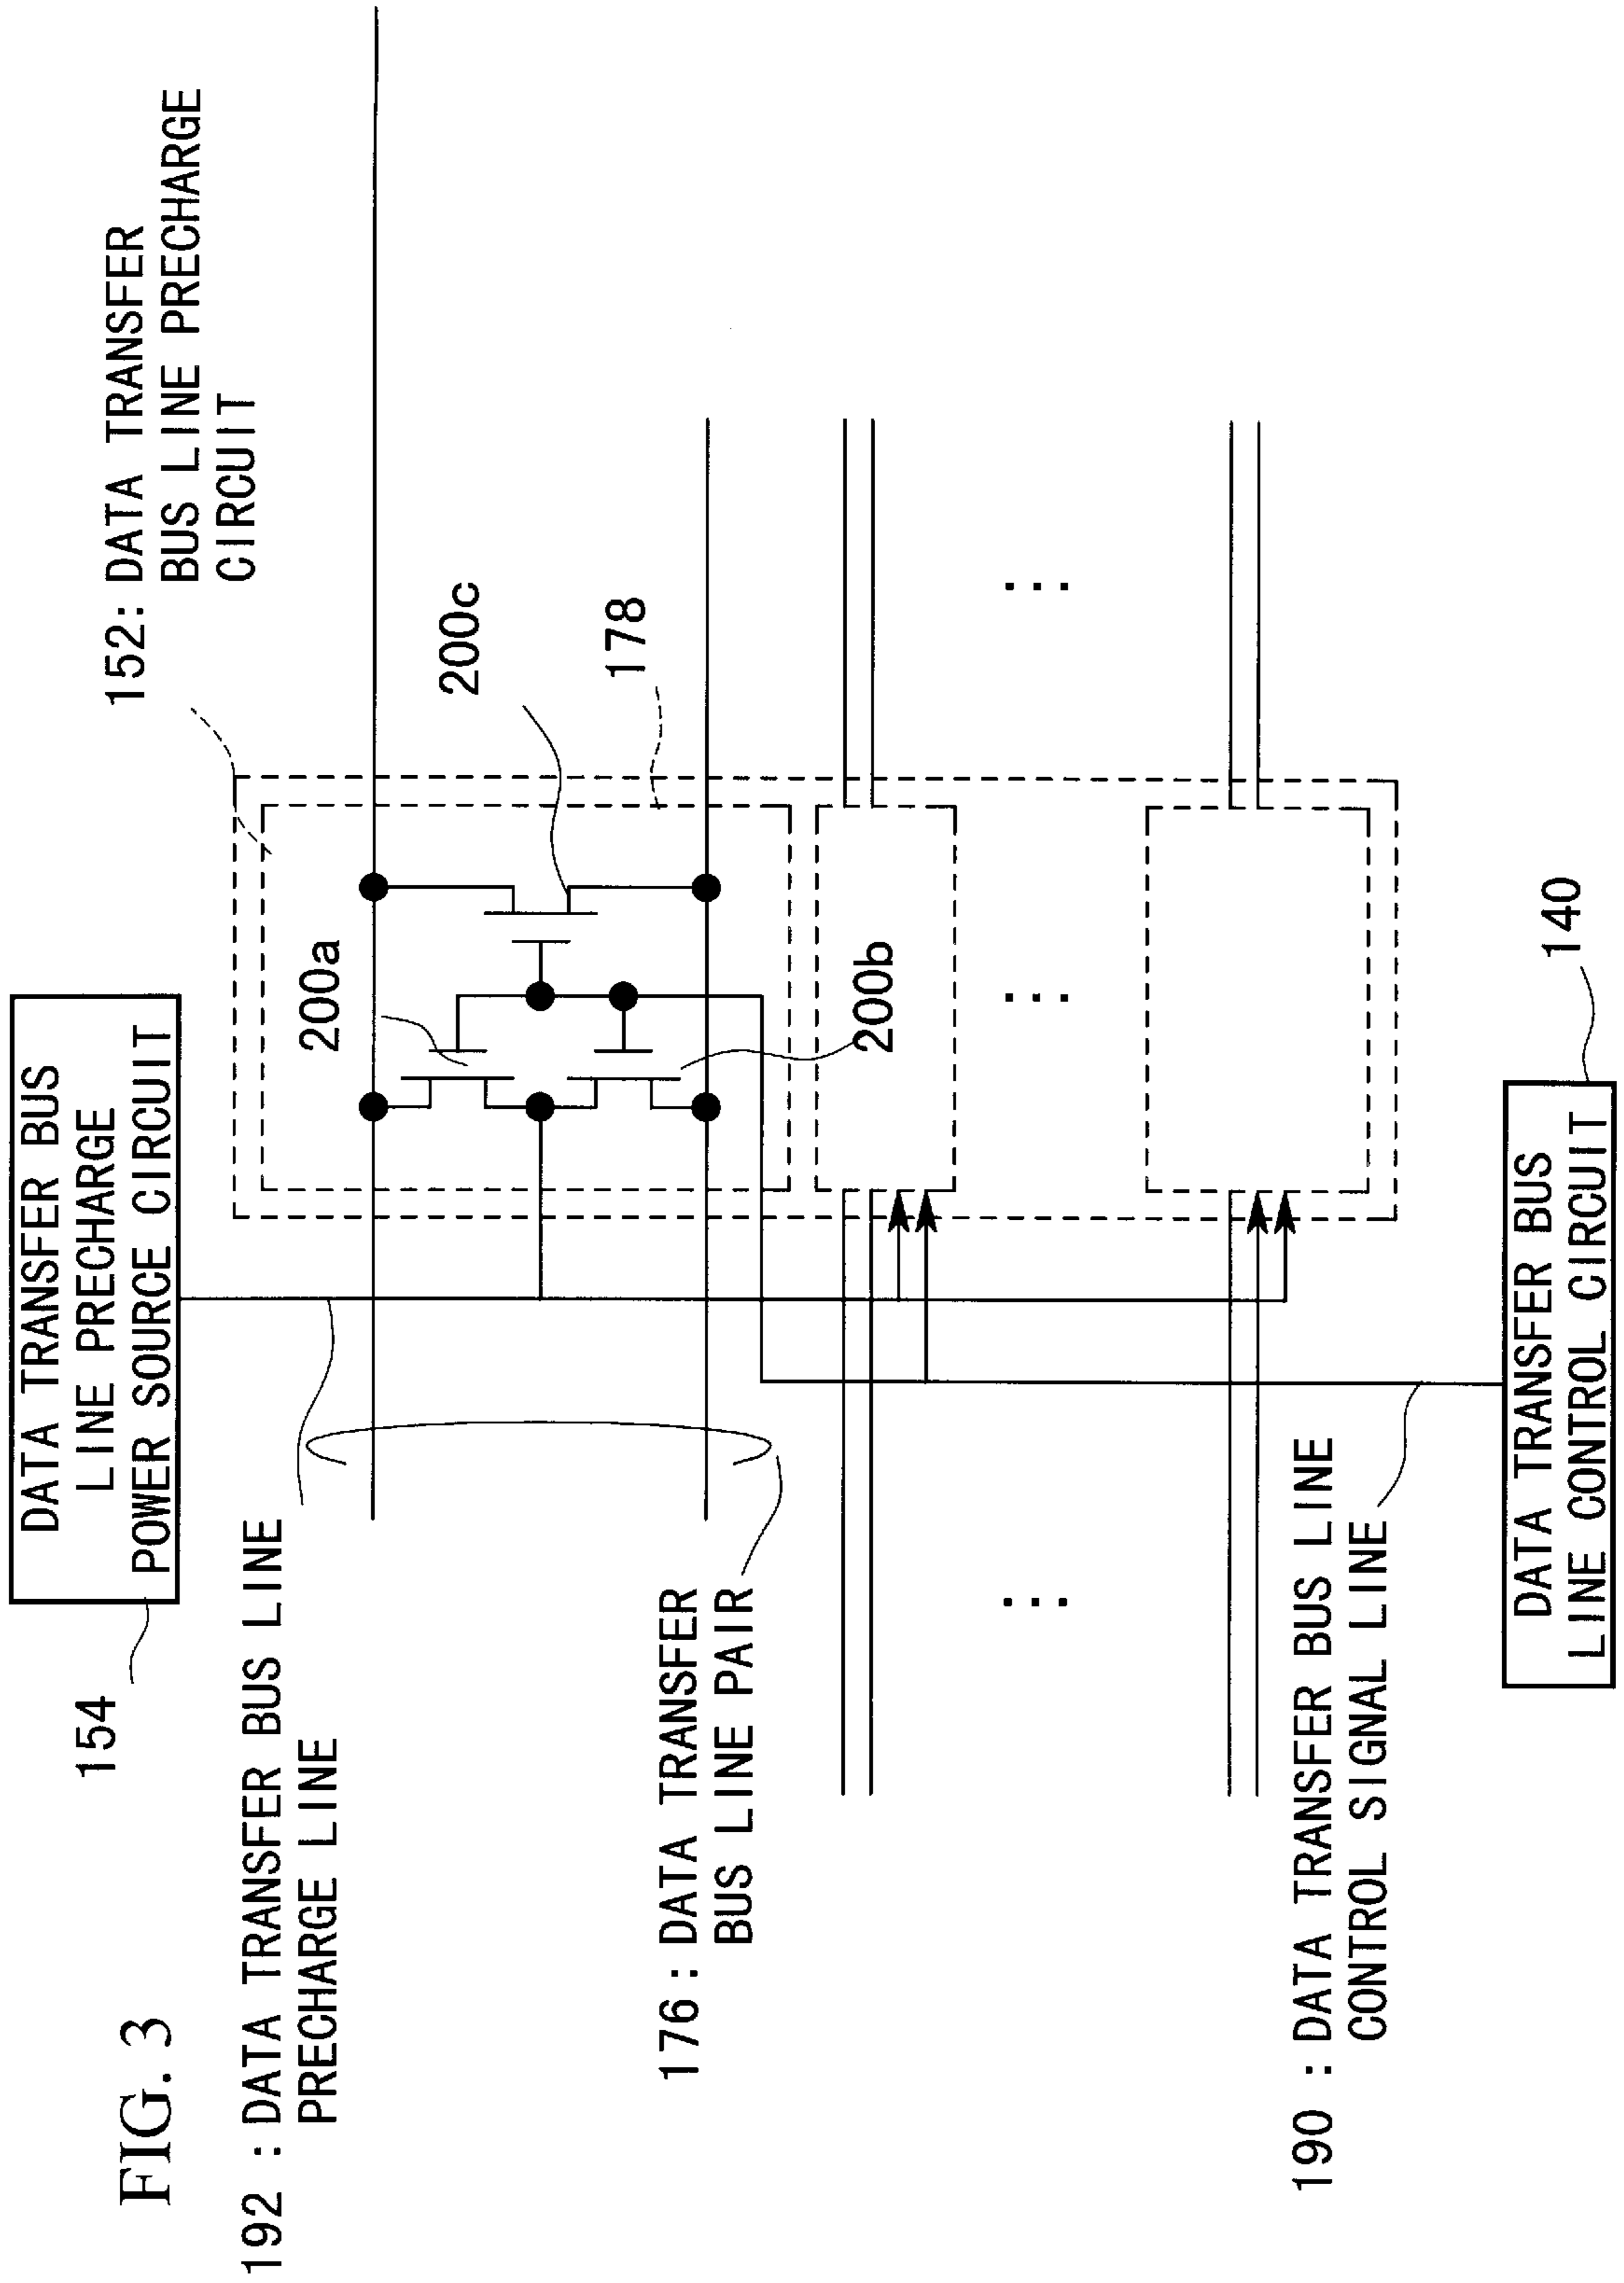 FIG. 3
154
DATA TRANSFER BUS
LINE PRECHARGE
POWER SOURCE CIRCUIT
152: DATA TRANSFER
BUS LINE PRECHARGE
CIRCUIT
192 : DATA TRANSFER BUS LINE
PRECHARGE LINE
200a
200c
178
176 : DATA TRANSFER
BUS LINE PAIR
200b
...
...
...
190 : DATA TRANSFER BUS LINE
CONTROL SIGNAL LINE
DATA TRANSFER BUS
LINE CONTROL CIRCUIT
140